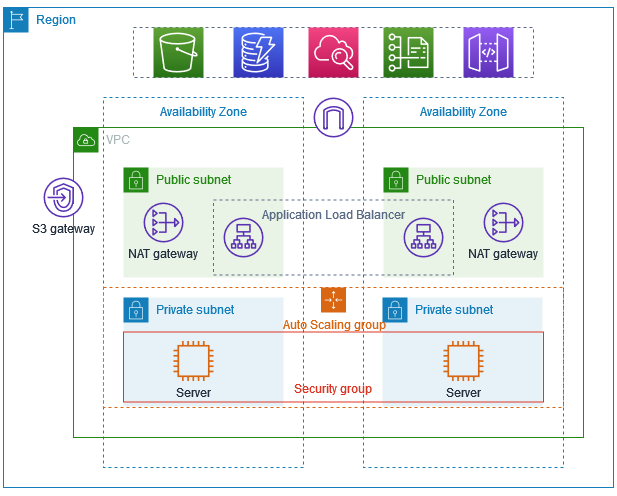 Region
Availability Zone
Availability Zone
VPC
Public subnet
Public subnet
S3 gateway
Application Load Balancer
NAT gateway
NAT gateway
Private subnet
Private subnet
Auto Scaling group
Server
Server
Security group